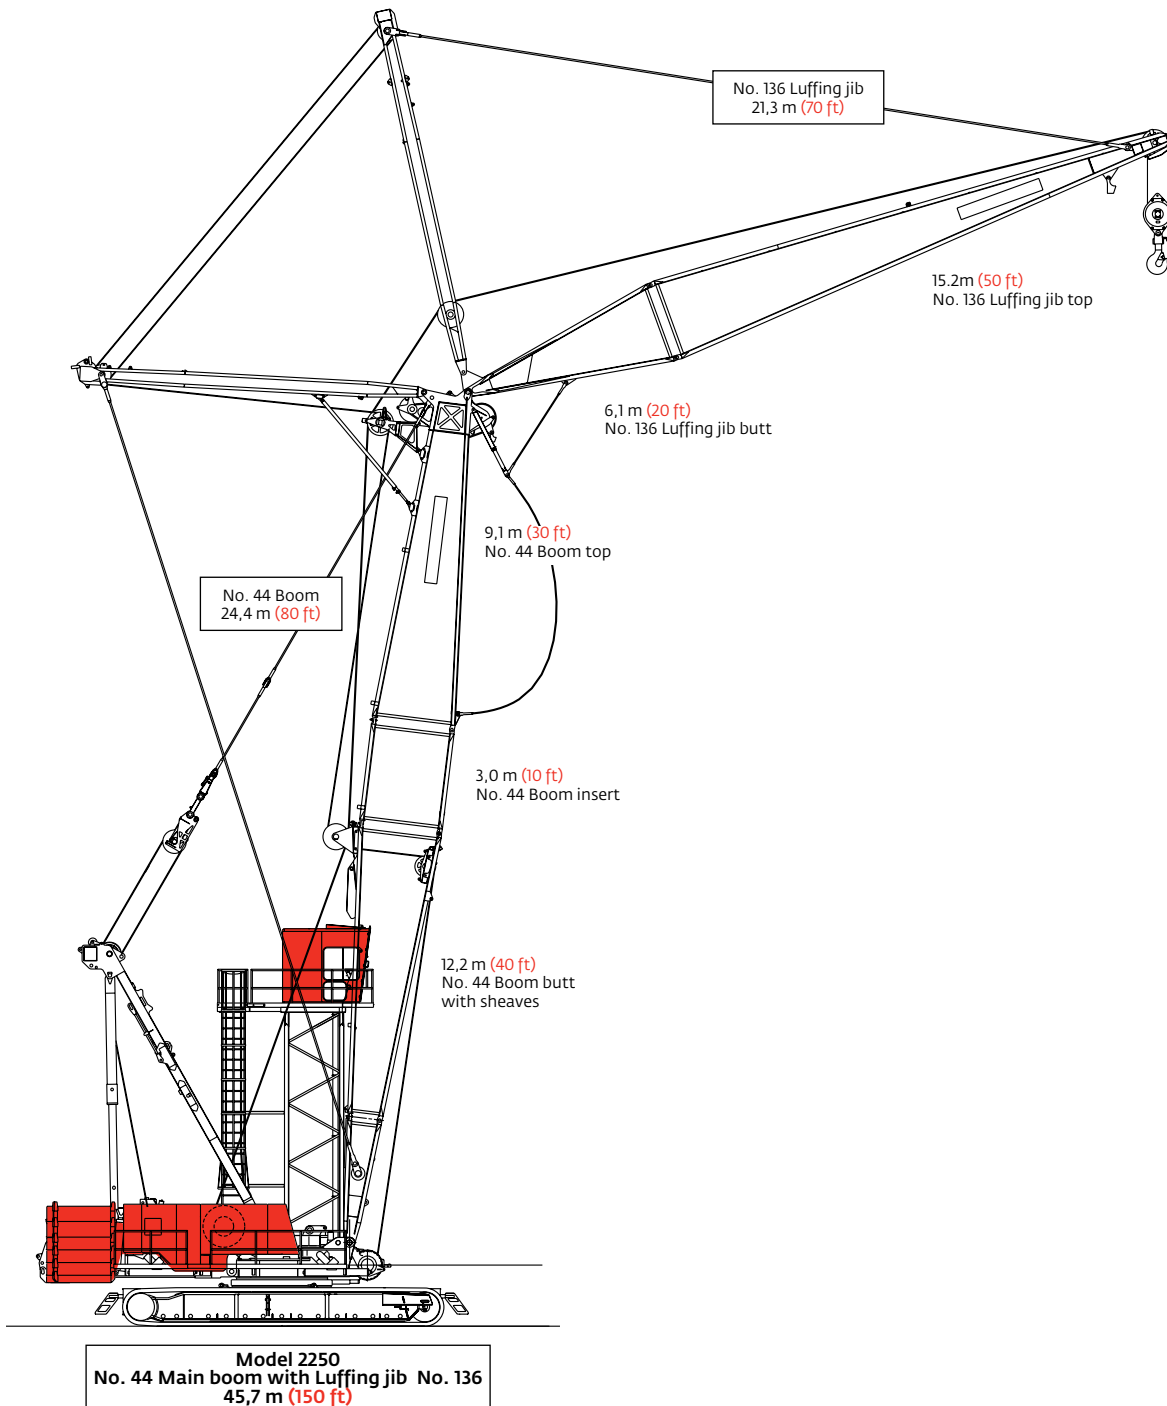 No. 136 Luffing jib
21,3 m (70 ft)
15.2m (50 ft)
No. 136 Luffing jib top
6,1 m (20 ft)
No. 136 Luffing jib butt
9,1 m (30 ft)
No. 44 Boom top
No. 44 Boom
24,4 m (80 ft)
3,0 m (10 ft)
No. 44 Boom insert
12,2 m (40 ft)
No. 44 Boom butt
with sheaves
Model 2250
No. 44 Main boom with Luffing jib No. 136
45,7 m (150 ft)